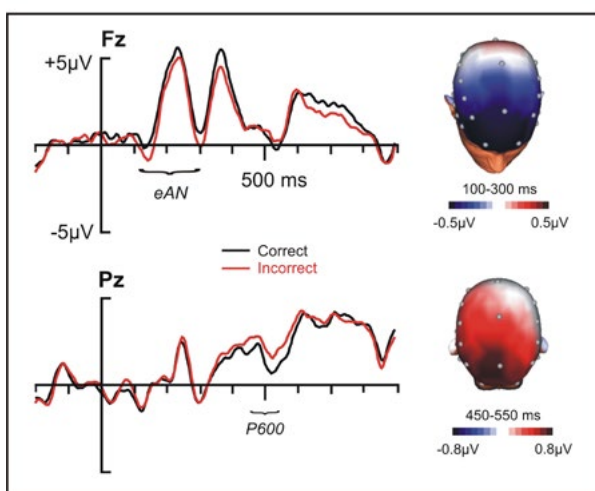 Fz
+5µV
500 ms
eAN
-5µV
100-300 ms
-0.5µV 0.5µV
Correct
Incorrect
Pz
P600
450-550 ms
-0.8µV 0.8µV